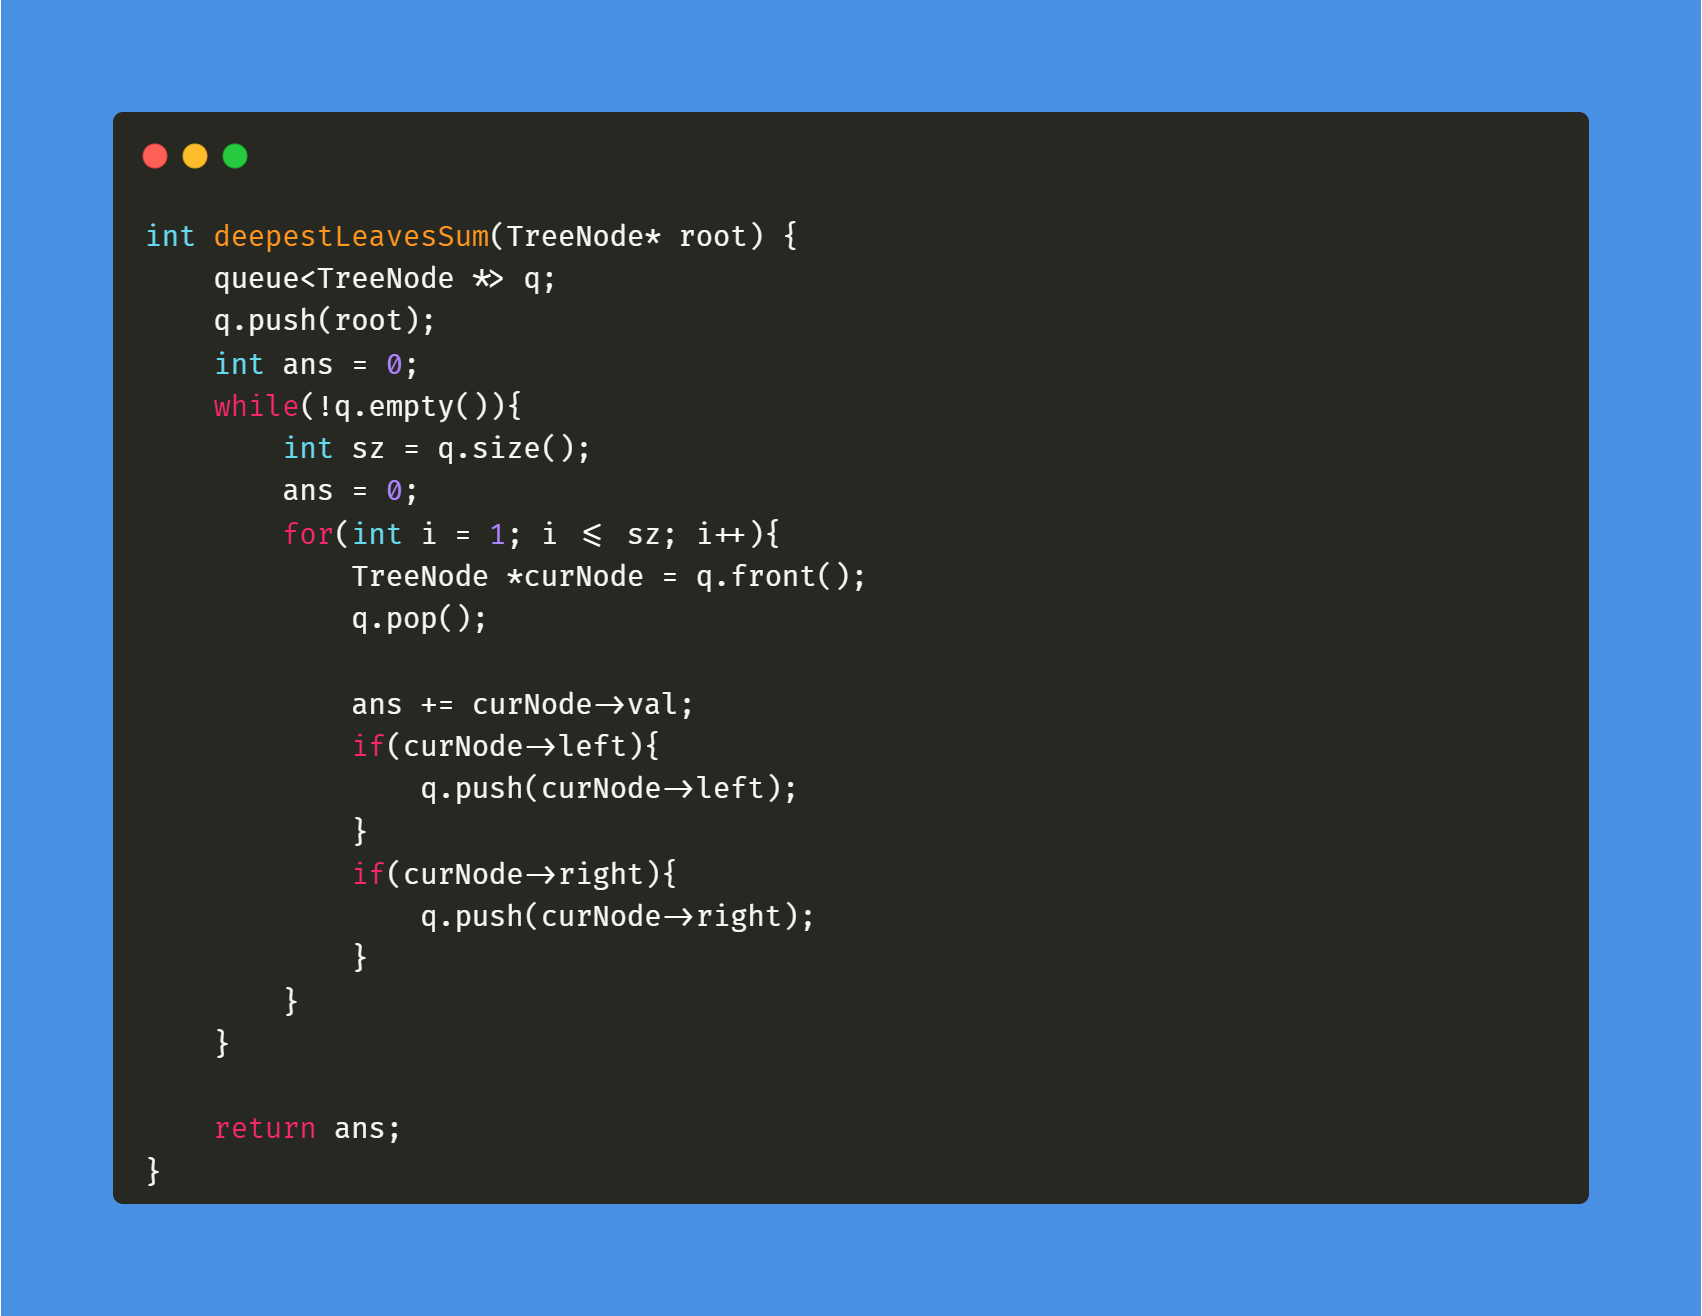 int deepestLeavesSum(TreeNode* root) {
    queue<TreeNode *> q;
    q.push(root);
    int ans = 0;
    while(!q.empty()){
        int sz = q.size();
        ans = 0;
        for(int i = 1; i <= sz; i++){
            TreeNode *curNode = q.front();
            q.pop();

            ans += curNode->val;
            if(curNode->left){
                q.push(curNode->left);
            }
            if(curNode->right){
                q.push(curNode->right);
            }
        }
    }

    return ans;
}